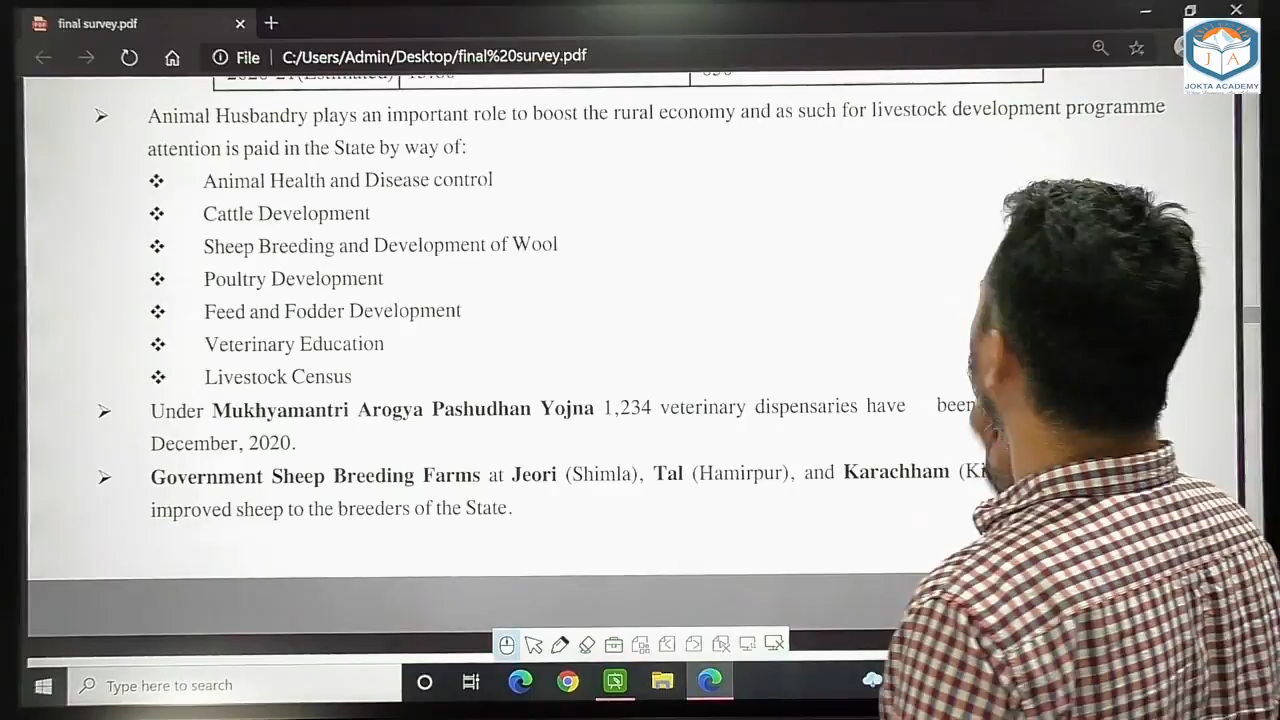 final survey.pdf
File
C:/Users/Admin/Desktop/final%20survey.pdf
J A
JOKTA ACADEMY
Animal Husbandry plays an important role to boost the rural economy and as such for livestock development programme
attention is paid in the State by way of:
Animal Health and Disease control
Cattle Development
Sheep Breeding and Development of Wool
Poultry Development
Feed and Fodder Development
Veterinary Education
Livestock Census
Under Mukhyamantri Arogya Pashudhan Yojna 1,234 veterinary dispensaries have been
December, 2020.
Government Sheep Breeding Farms at Jeori (Shimla), Tal (Hamirpur), and Karachham (Ki
improved sheep to the breeders of the State.
Type here to search